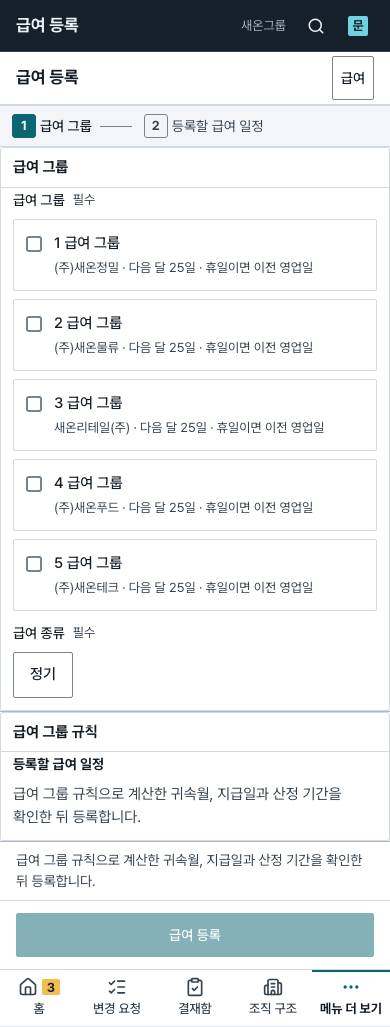 급여 등록
새온그룹
문
급여 등록
급여
1 급여 그룹
2 등록할 급여 일정
급여 그룹
급여 그룹 필수
1 급여 그룹
(주)새온정밀 · 다음 달 25일 · 휴일이면 이전 영업일
2 급여 그룹
(주)새온물류 · 다음 달 25일 · 휴일이면 이전 영업일
3 급여 그룹
새온리테일(주) · 다음 달 25일 · 휴일이면 이전 영업일
4 급여 그룹
(주)새온푸드 · 다음 달 25일 · 휴일이면 이전 영업일
5 급여 그룹
(주)새온테크 · 다음 달 25일 · 휴일이면 이전 영업일
급여 종류 필수
정기
급여 그룹 규칙
등록할 급여 일정
급여 그룹 규칙으로 계산한 귀속월, 지급일과 산정 기간을
확인한 뒤 등록합니다.
급여 그룹 규칙으로 계산한 귀속월, 지급일과 산정 기간을 확인한
뒤 등록합니다.
급여 등록
3
홈
변경 요청
결재함
조직 구조
메뉴 더 보기